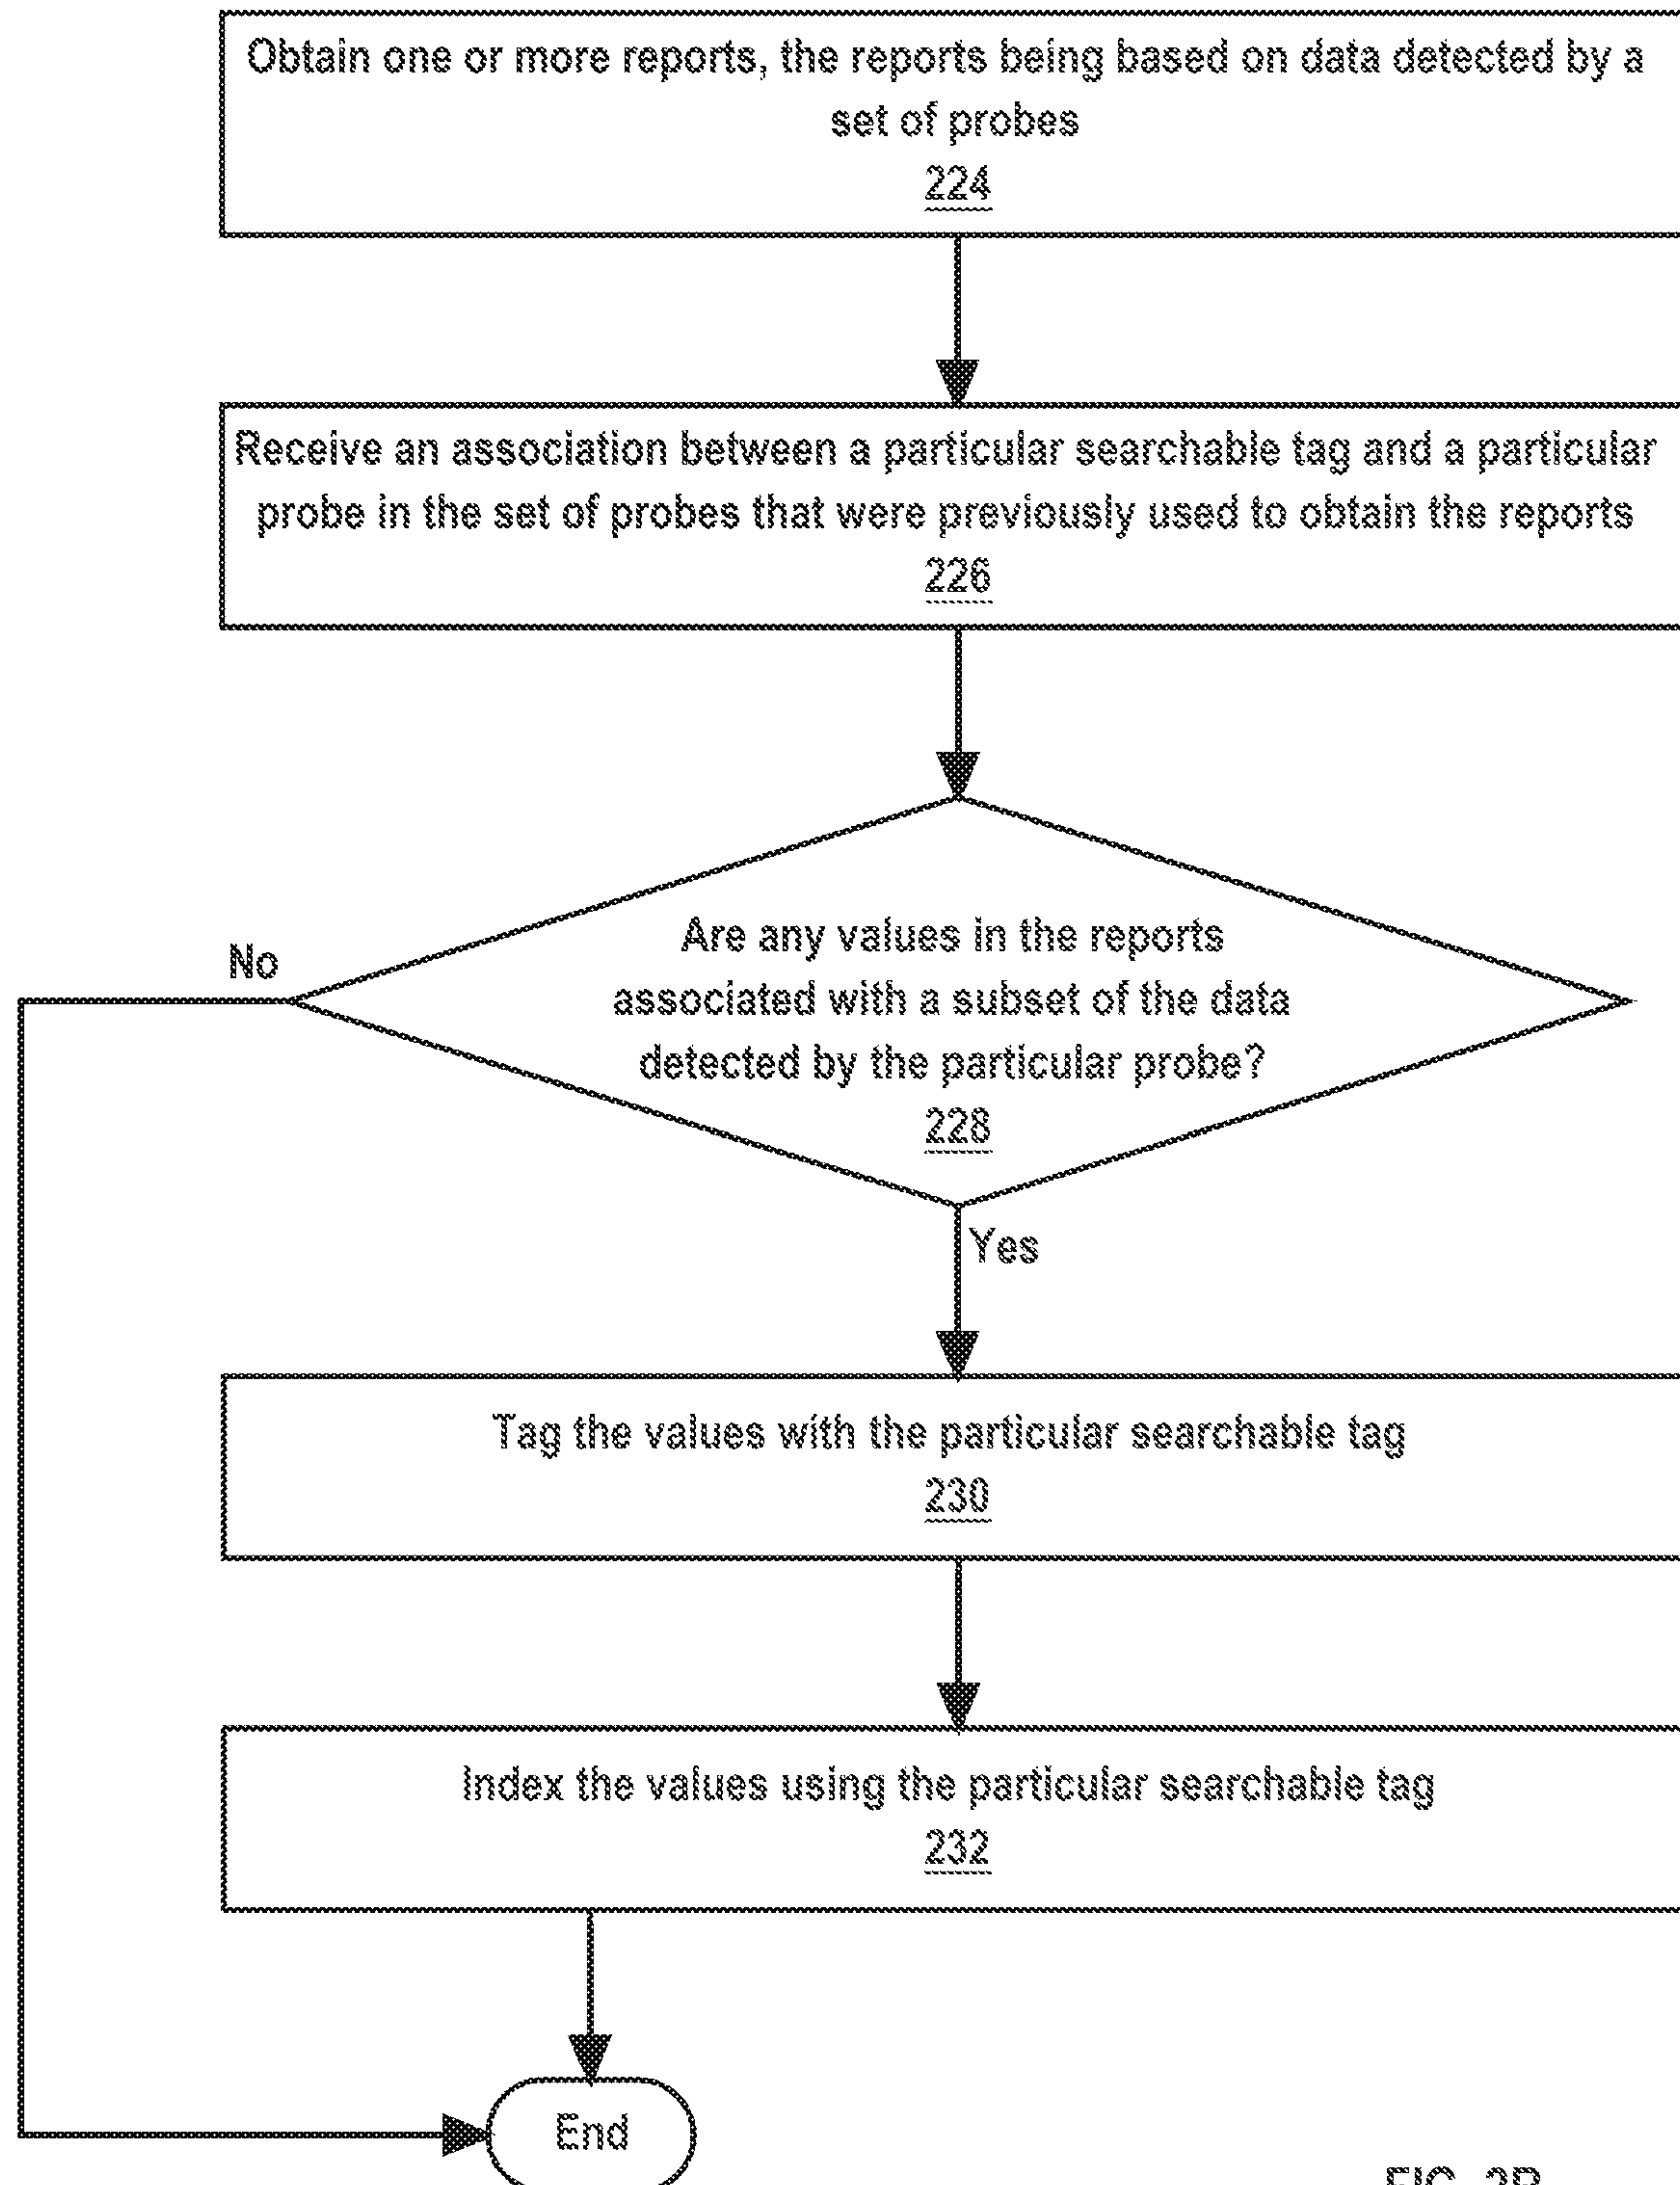 Obtain one or more reports, the reports being based on data detected by a
set of probes
224
Receive an association between a particular searchable tag and a particular
probe in the set of probes that were previously used to obtain the reports
226
Are any values in the reports
associated with a subset of the data
detected by the particular probe?
228
No
Yes
Tag the values with the particular searchable tag
230
Index the values using the particular searchable tag
232
End